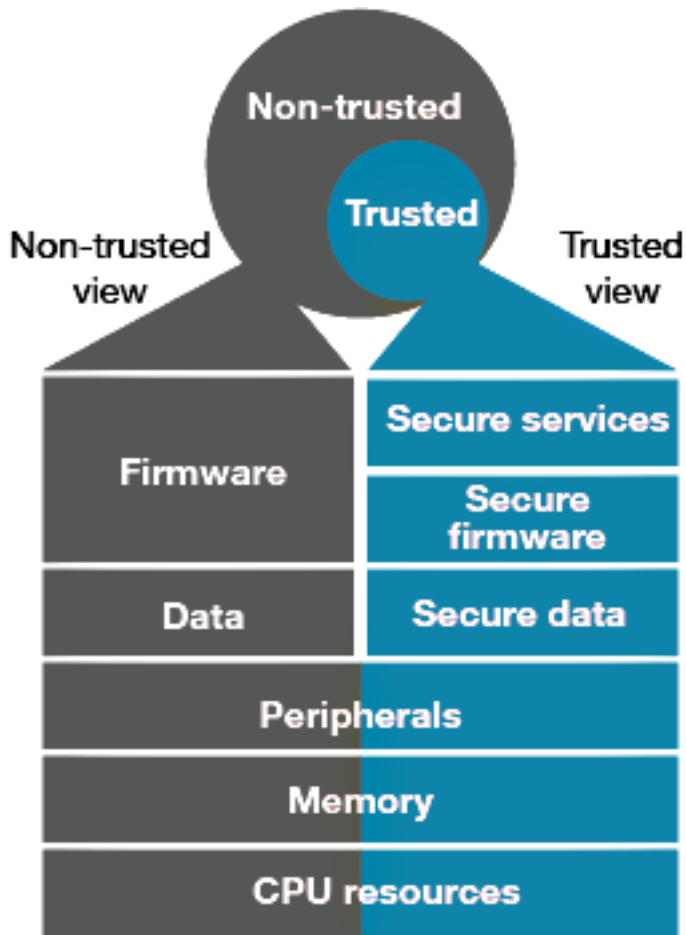 Non-trusted
Trusted
Non-trusted
view
Trusted
view
Firmware
Secure services
Secure
firmware
Data
Secure data
Peripherals
Memory
CPU resources